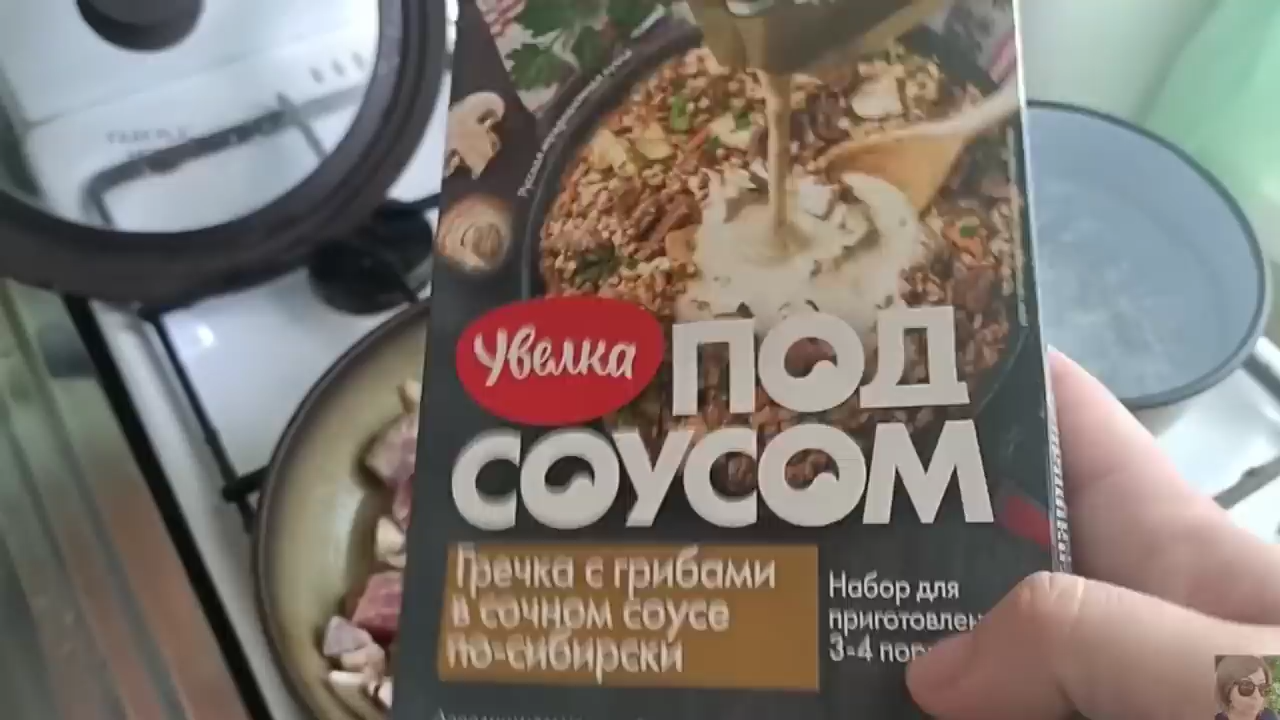 Увелка
ПОД
СОУСОМ
Гречка с грибами
в сочном соусе
по-сибирски
Набор для
приготовлен
3-4 пор